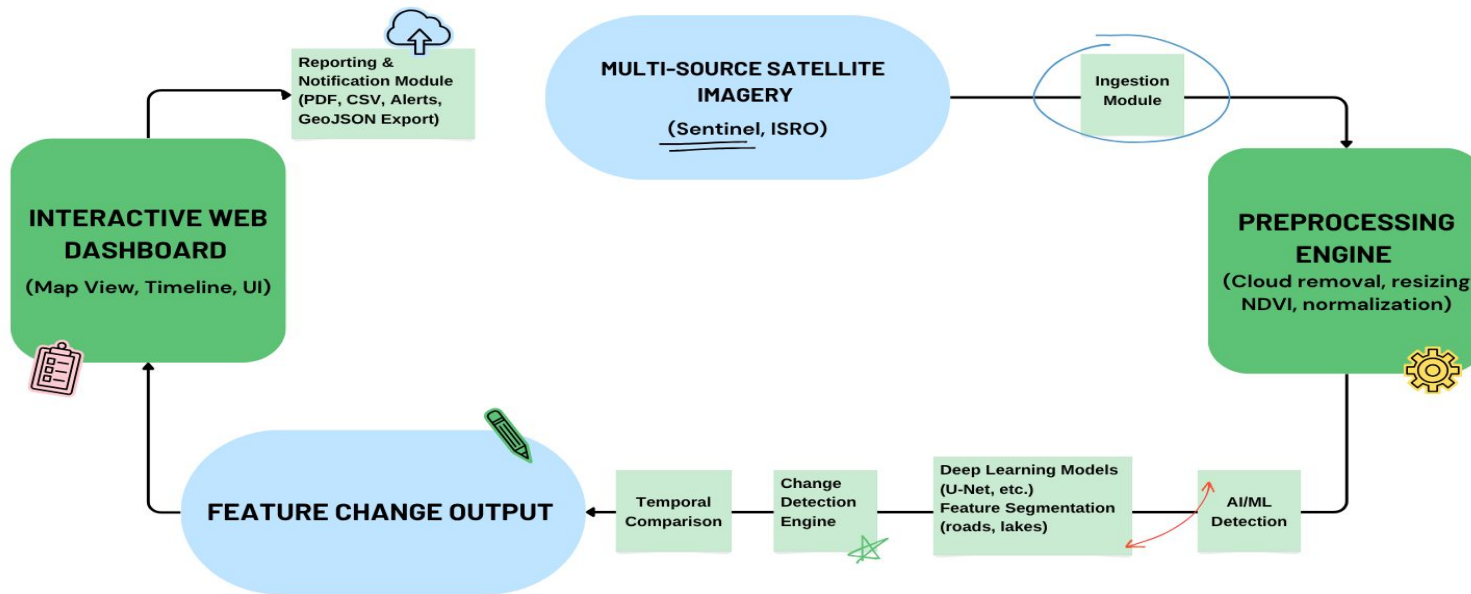 MULTI-SOURCE SATELLITE
IMAGERY
(Sentinel, ISRO)
Ingestion
Module
PREPROCESSING
ENGINE
(Cloud removal, resizing
NDVI, normalization)
AI/ML
Detection
Deep Learning Models
(U-Net, etc.)
Feature Segmentation
(roads, lakes)
Change
Detection
Engine
Temporal
Comparison
FEATURE CHANGE OUTPUT
INTERACTIVE WEB
DASHBOARD
(Map View, Timeline, UI)
Reporting &
Notification Module
(PDF, CSV, Alerts,
GeoJSON Export)